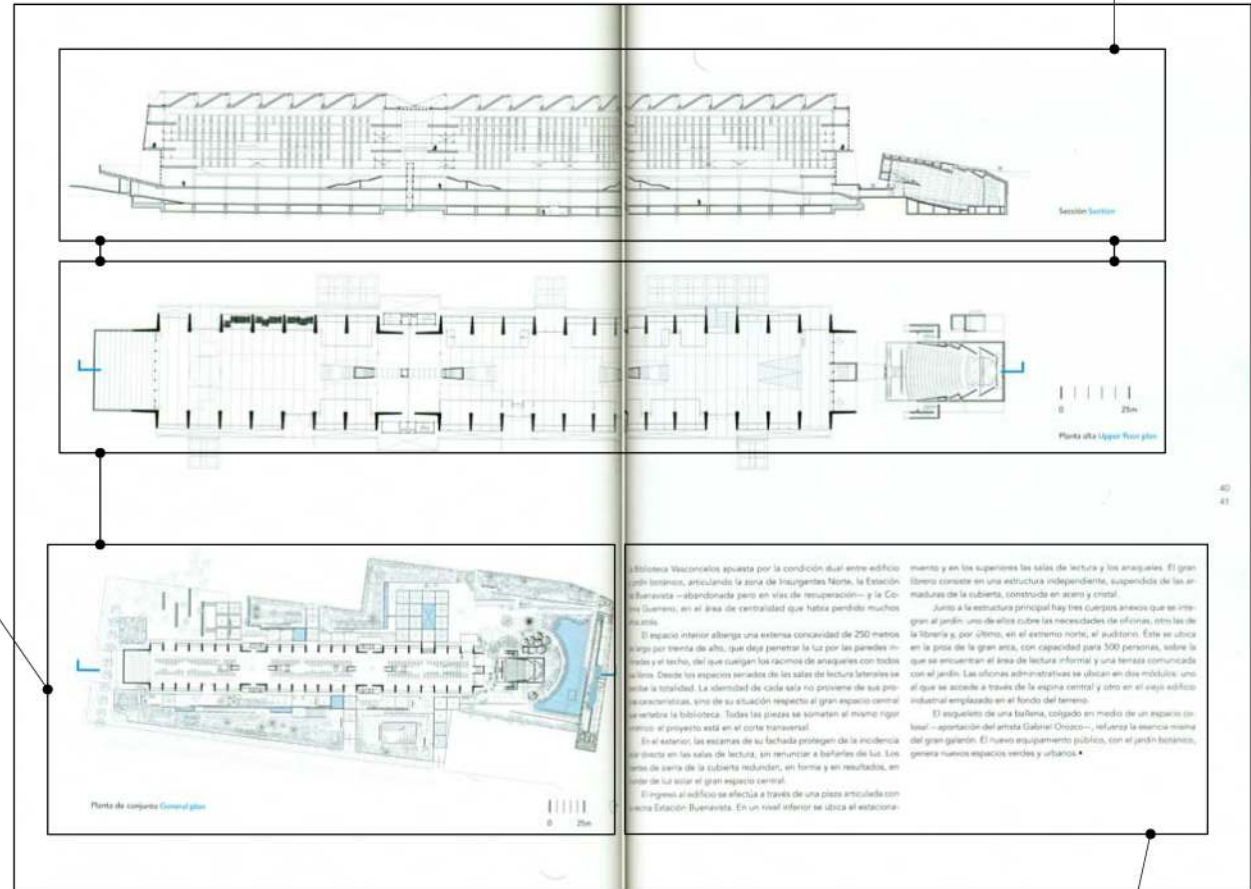 Sección Section
0 25m
Planta alta Upper floor plan
40
41
Biblioteca Vasconcelos apuesta por la condición dual entre edificio
botánico, articulando la zona de Insurgentes Norte, la Estación
Buenavista —abandonada pero en vías de recuperación— y la Co-
Guerrero, en el área de centralidad que había perdido muchos
El espacio interior alberga una extensa concavidad de 250 metros
largo por treinta de alto, que deja penetrar la luz por las paredes
y el techo, del que cuelgan los racimos de anaqueles con todos
libros. Desde los espacios seriados de las salas de lectura laterales se
la totalidad. La identidad de cada sala no proviene de sus pro-
características, sino de su situación respecto al gran espacio central
vertebra la biblioteca. Todas las piezas se someten al mismo rigor
el proyecto está en el corte transversal.
En el exterior, las escamas de su fachada protegen de la incidencia
directa en las salas de lectura, sin renunciar a bañarlas de luz. Los
de sierra de la cubierta redundan, en forma y en resultados, en
de luz solar el gran espacio central.
El ingreso al edificio se efectúa a través de una plaza articulada con
Estación Buenavista. En un nivel inferior se ubica el estaciona-
miento y en los superiores las salas de lectura y los anaqueles. El gran
librero consiste en una estructura independiente, suspendida de las ar-
maduras de la cubierta, construida en acero y cristal.
Junto a la estructura principal hay tres cuerpos anexos que se inte-
gran al jardín: uno de ellos cubre las necesidades de oficinas, otro las de
la librería y, por último, en el extremo norte, el auditorio. Éste se ubica
en la proa de la gran arca, con capacidad para 500 personas, sobre la
que se encuentran el área de lectura informal y una terraza comunicada
con el jardín. Las oficinas administrativas se ubican en dos módulos: uno
al que se accede a través de la espina central y otro en el viejo edificio
industrial emplazado en el fondo del terreno.
El esqueleto de una ballena, colgado en medio de un espacio co-
losal —aportación del artista Gabriel Orozco—, refuerza la esencia misma
del gran galerón. El nuevo equipamiento público, con el jardín botánico,
genera nuevos espacios verdes y urbanos.•
Planta de conjunto General plan
0 25m